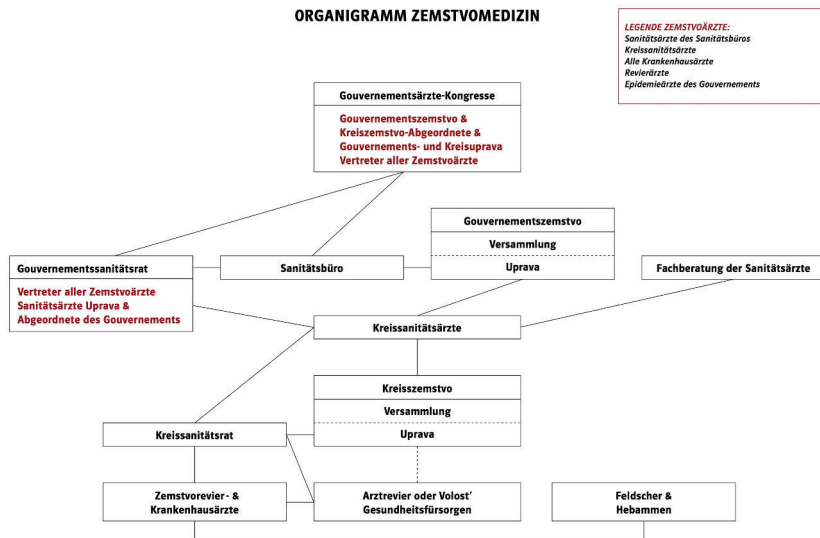 ORGANIGRAMM ZEMSTVOMEDIZIN
LEGENDE ZEMSTVOÄRZTE:
Sanitätsärzte des Sanitätsbüros
Kreissanitätsärzte
Alle Krankenhausärzte
Revierärzte
Epidemieärzte des Gouvernements
Gouvernementsärzte-Kongresse
Gouvernementszemstvo &
Kreiszemstvo-Abgeordnete &
Gouvernements- und Kreisuprava
Vertreter aller Zemstvoärzte
Gouvernementszemstvo
Versammlung
Uprava
Gouvernementssanitätsrat
Vertreter aller Zemstvoärzte
Sanitätsärzte Uprava &
Abgeordnete des Gouvernements
Sanitätsbüro
Fachberatung der Sanitätsärzte
Kreissanitätsärzte
Kreisszemstvo
Versammlung
Uprava
Kreissanitätsrat
Zemstvorevier- &
Krankenhausärzte
Arztrevier oder Volost'
Gesundheitsfürsorgen
Feldscher &
Hebammen